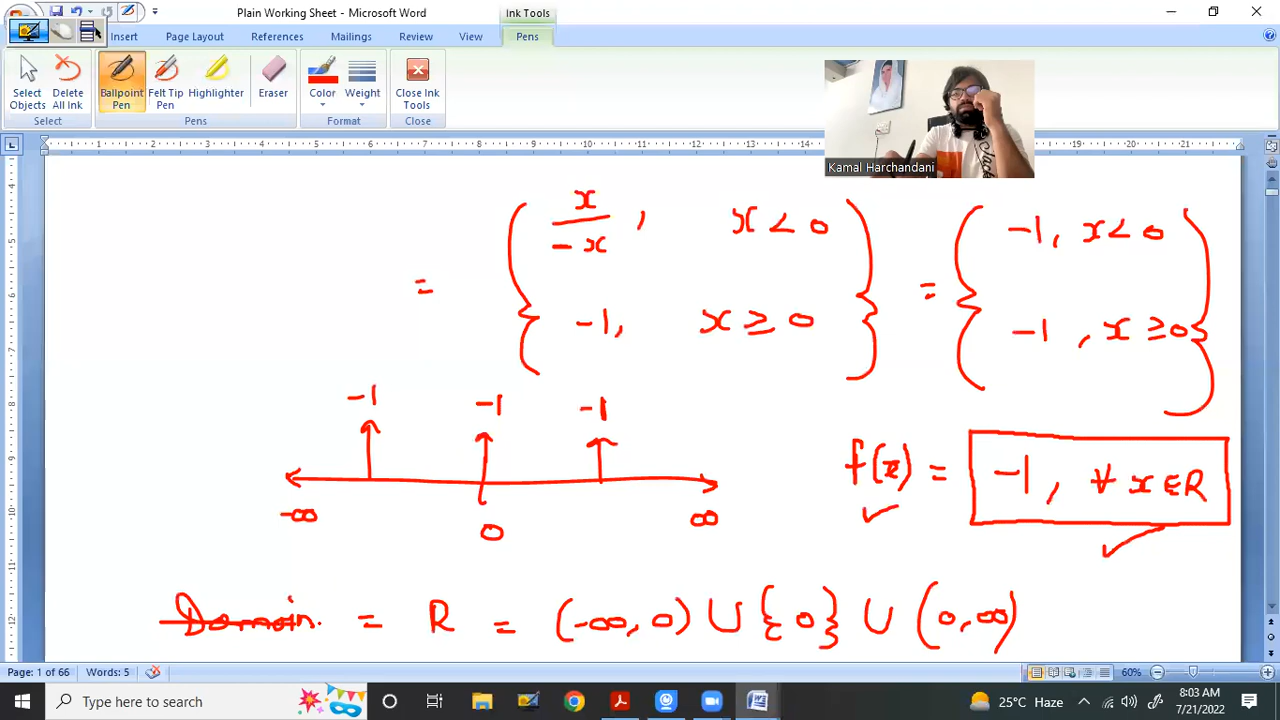 Plain Working Sheet - Microsoft Word
Ink Tools
Insert Page Layout References Mailings Review View Pens
Select Objects
Delete All Ink
Ballpoint Pen
Felt Tip Pen
Highlighter
Eraser
Color
Weight
Close Ink Tools
Select Pens Format Close
Kamal Harchandani
= { x/-x, x < 0 } = { -1, x < 0 }
{ -1, x ≥ 0 } { -1, x ≥ 0 }
-1 -1 -1
f(x) = -1, ∀ x ∈ R
-∞ 0 ∞
Domain. = R = (-∞, 0) ∪ {0} ∪ (0, ∞)
Page: 1 of 66 Words: 5 60%
Type here to search
25°C Haze
8:03 AM
7/21/2022